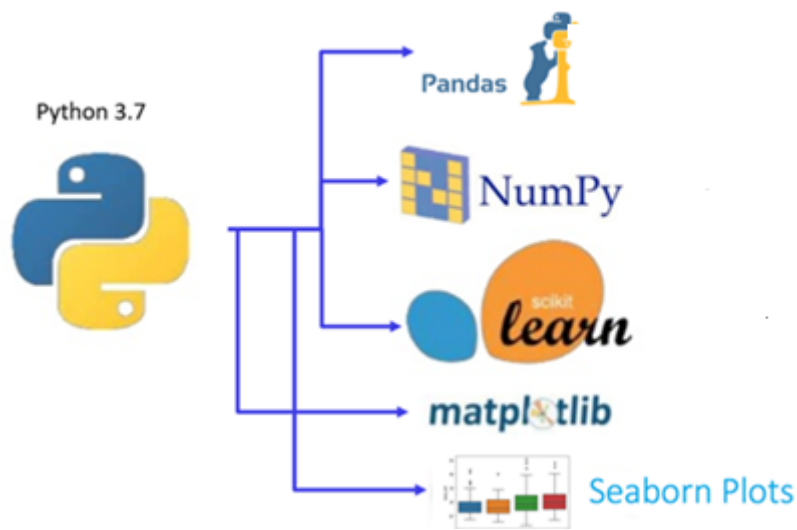 Python 3.7
Pandas
NumPy
scikit
learn
matplotlib
Seaborn Plots